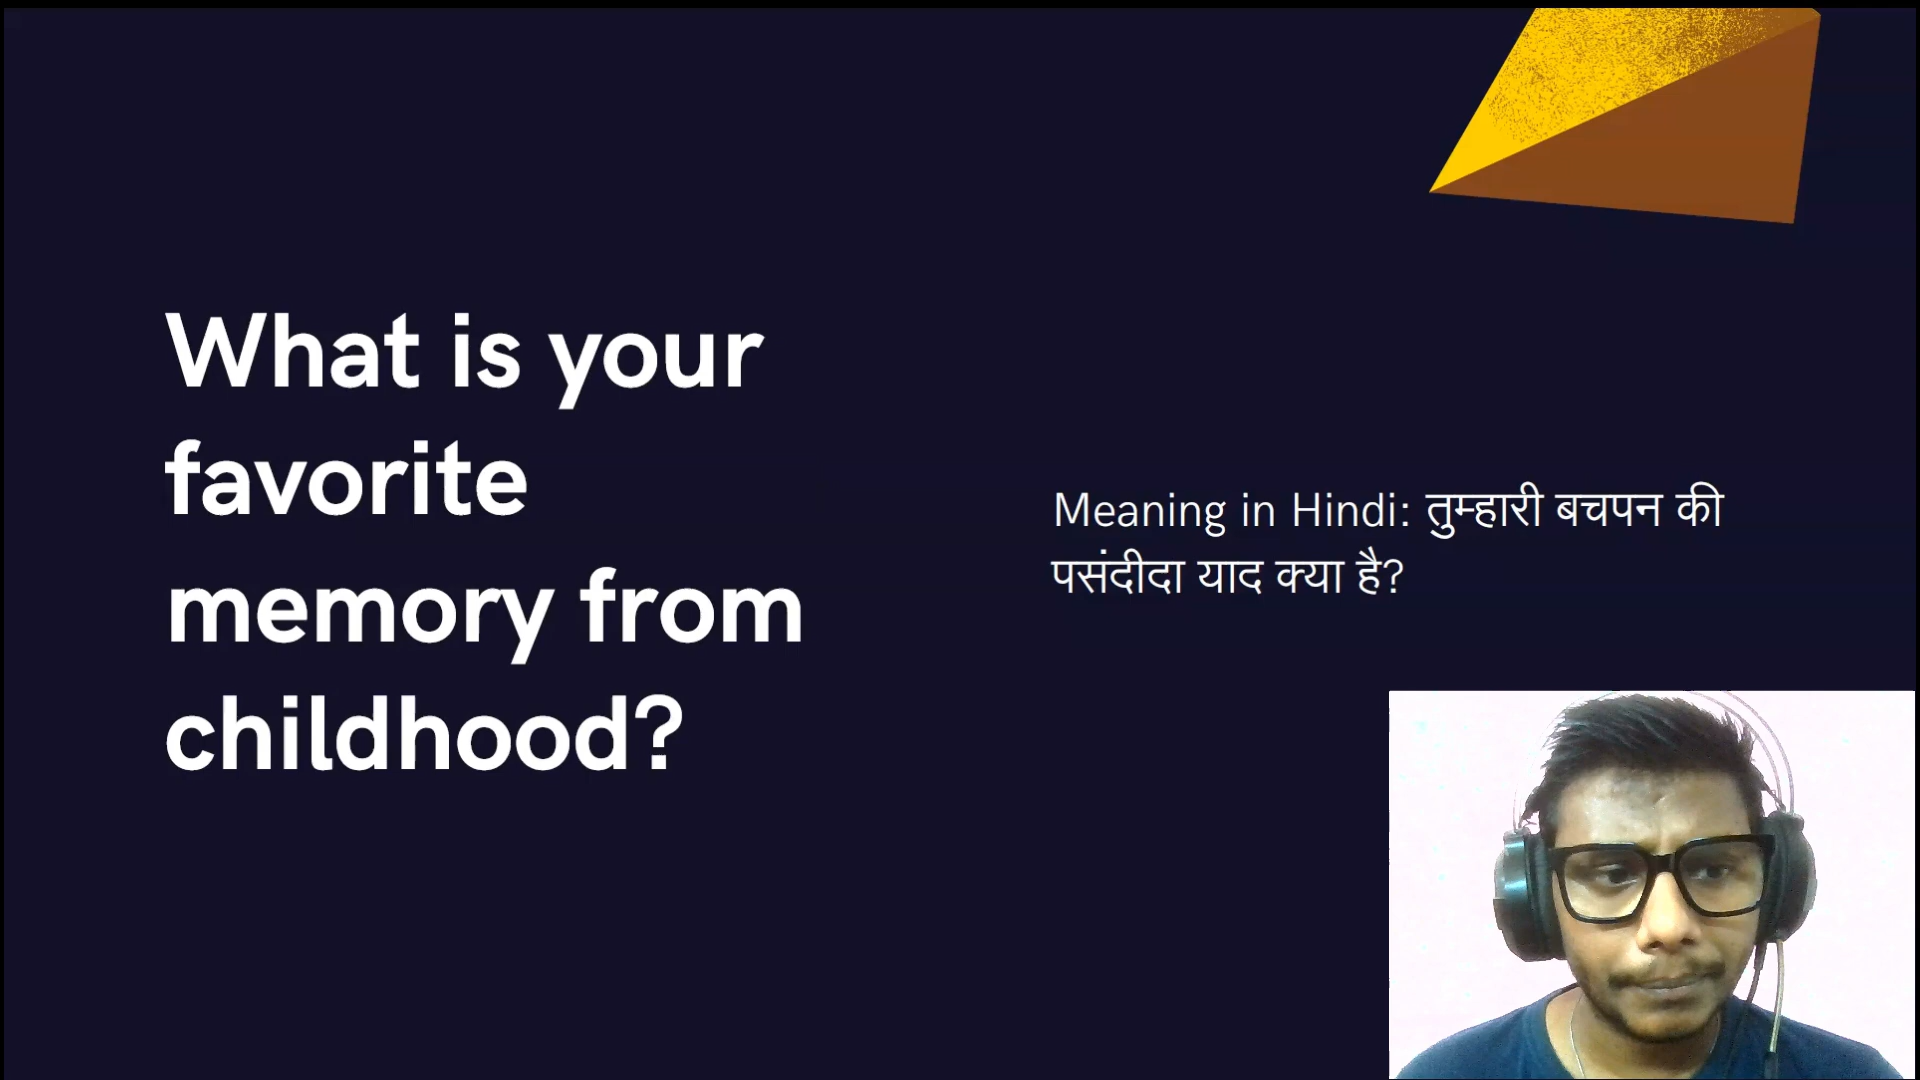 What is your
favorite
memory from
childhood?
Meaning in Hindi: तुम्हारी बचपन की
पसंदीदा याद क्या है?